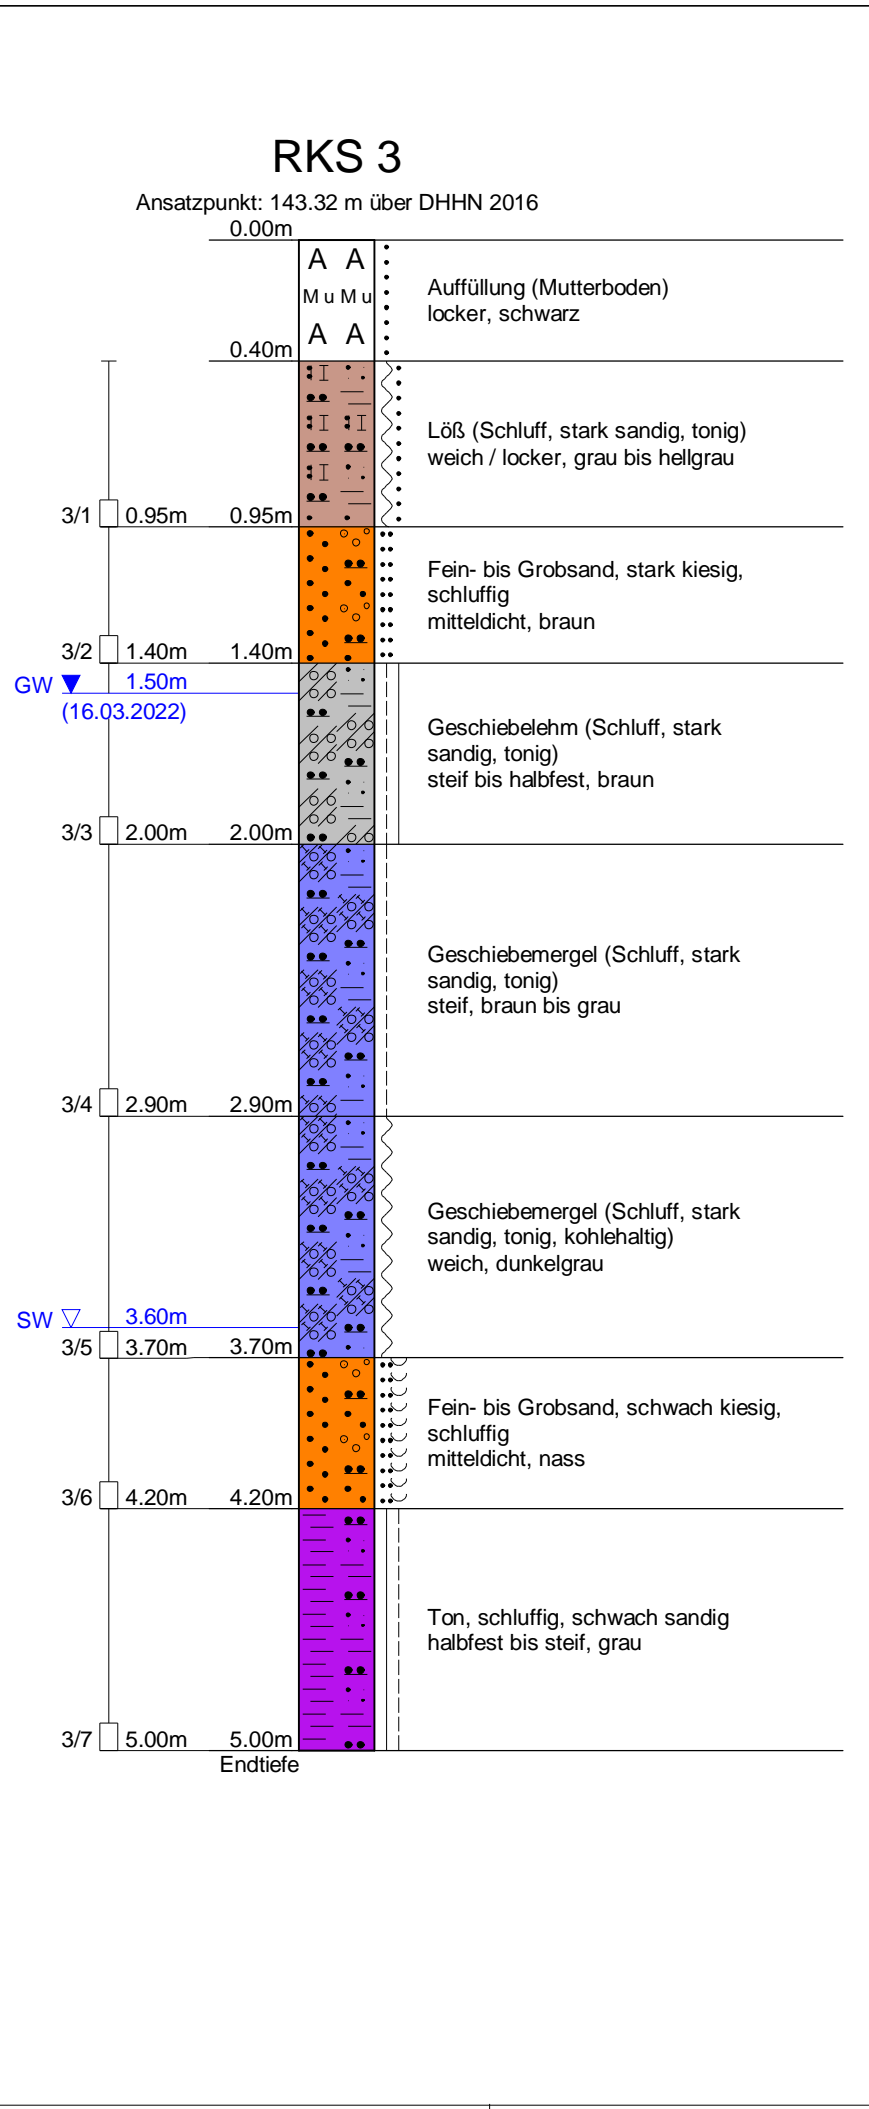 RKS 3
Ansatzpunkt: 143.32 m über DHHN 2016
0.00m
A A
Mu Mu
A A
Auffüllung (Mutterboden)
locker, schwarz
0.40m
Löß (Schluff, stark sandig, tonig)
weich / locker, grau bis hellgrau
3/1 0.95m 0.95m
Fein- bis Grobsand, stark kiesig,
schluffig
mitteldicht, braun
3/2 1.40m 1.40m
GW 1.50m
(16.03.2022)
Geschiebelehm (Schluff, stark
sandig, tonig)
steif bis halbfest, braun
3/3 2.00m 2.00m
Geschiebemergel (Schluff, stark
sandig, tonig)
steif, braun bis grau
3/4 2.90m 2.90m
Geschiebemergel (Schluff, stark
sandig, tonig, kohlehaltig)
weich, dunkelgrau
SW 3.60m
3/5 3.70m 3.70m
Fein- bis Grobsand, schwach kiesig,
schluffig
mitteldicht, nass
3/6 4.20m 4.20m
Ton, schluffig, schwach sandig
halbfest bis steif, grau
3/7 5.00m 5.00m
Endtiefe